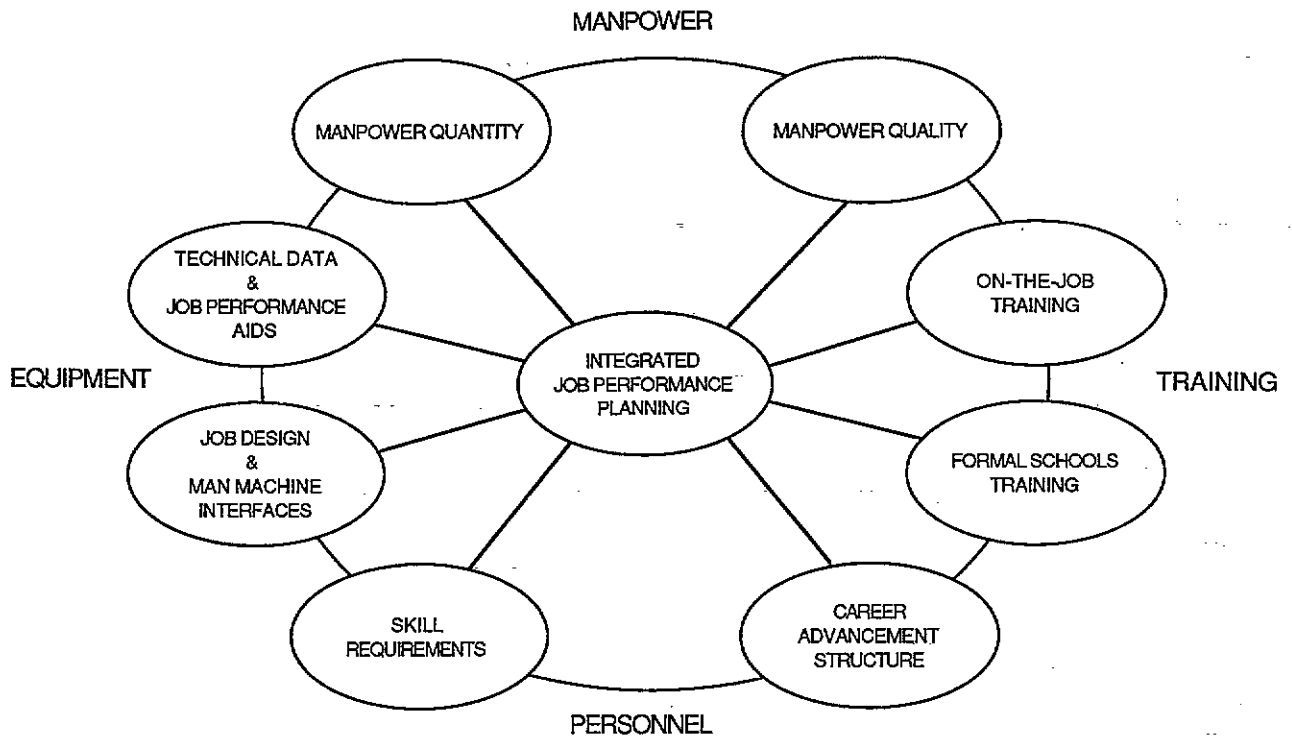 MANPOWER
MANPOWER QUANTITY
MANPOWER QUALITY
TECHNICAL DATA
&
JOB PERFORMANCE
AIDS
ON-THE-JOB
TRAINING
INTEGRATED
JOB PERFORMANCE
PLANNING
EQUIPMENT
TRAINING
JOB DESIGN
&
MAN MACHINE
INTERFACES
FORMAL SCHOOLS
TRAINING
SKILL
REQUIREMENTS
CAREER
ADVANCEMENT
STRUCTURE
PERSONNEL